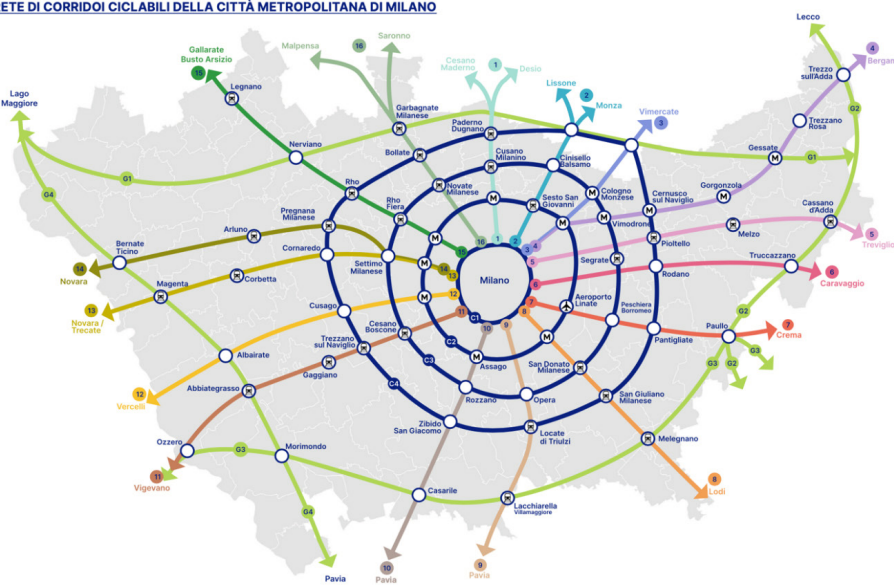 RETE DI CORRIDOI CICLABILI DELLA CITTÀ METROPOLITANA DI MILANO
Lecco
Saronno
16
Malpensa
Gallarate
Busto Arsizio
15
Cesano
Maderno
1
Desio
4
Bergam
Trezzo
sull'Adda
Lissone
2
Monza
Legnano
Lago
Maggiore
Vimercate
3
G2
Garbagnate
Milanese
Paderno
Dugnano
Trezzano
Rosa
Nerviano
Bollate
Cusano
Milanino
Cinisello
Balsamo
Gessate
M
G1
G1
G4
Rho
Novate
Milanese
Cologno
Monzese
M
Cernusco
sul Naviglio
M
Gorgonzola
M
Rho
Fiera
Sesto San
Giovanni
M
Vimodrone
M
M
Cassano
d'Adda
Pregnana
Milanese
Arluno
M
Pioltello
Melzo
5
Treviglio
Cornaredo
16
1
2
3
4
15
5
Bernate
Ticino
Settimo
Milanese
Segrate
Rodano
Truccazzano
14
Novara
14
13
Milano
6
6
Caravaggio
Magenta
Corbetta
M
12
7
Aeroporto
Linate
13
Novara /
Trecate
Cusago
11
C1
10
9
8
Peschiera
Borromeo
G2
Cesano
Boscone
Pantigliate
Paullo
7
Crema
Trezzano
sul Naviglio
C2
M
M
Albairate
C3
Assago
San Donato
Milanese
G3
G2
G3
Gaggiano
C4
12
Vercelli
Abbiategrasso
Rozzano
Opera
San Giuliano
Milanese
Zibido
San Giacomo
Locate
di Triulzi
Melegnano
Ozzero
G3
Morimondo
11
Vigevano
8
Lodi
Casarile
Lacchiarella
Villamaggiore
G4
Pavia
10
Pavia
9
Pavia